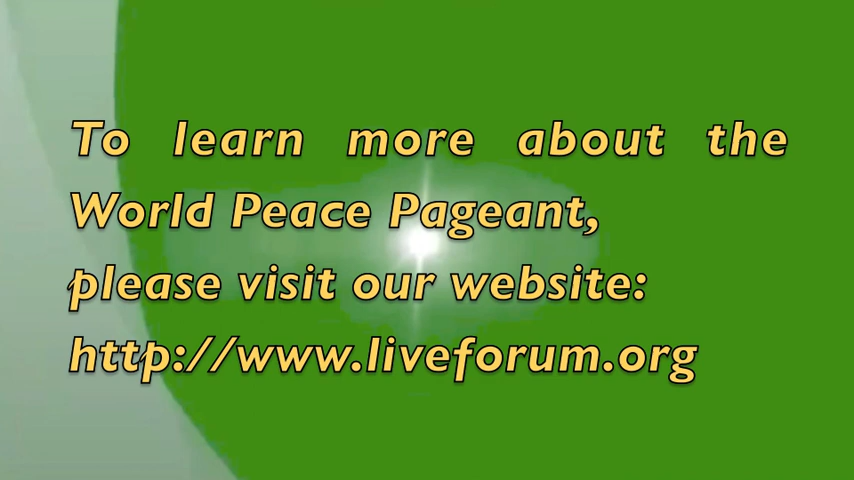 To learn more about the
World Peace Pageant,
please visit our website:
http://www.liveforum.org